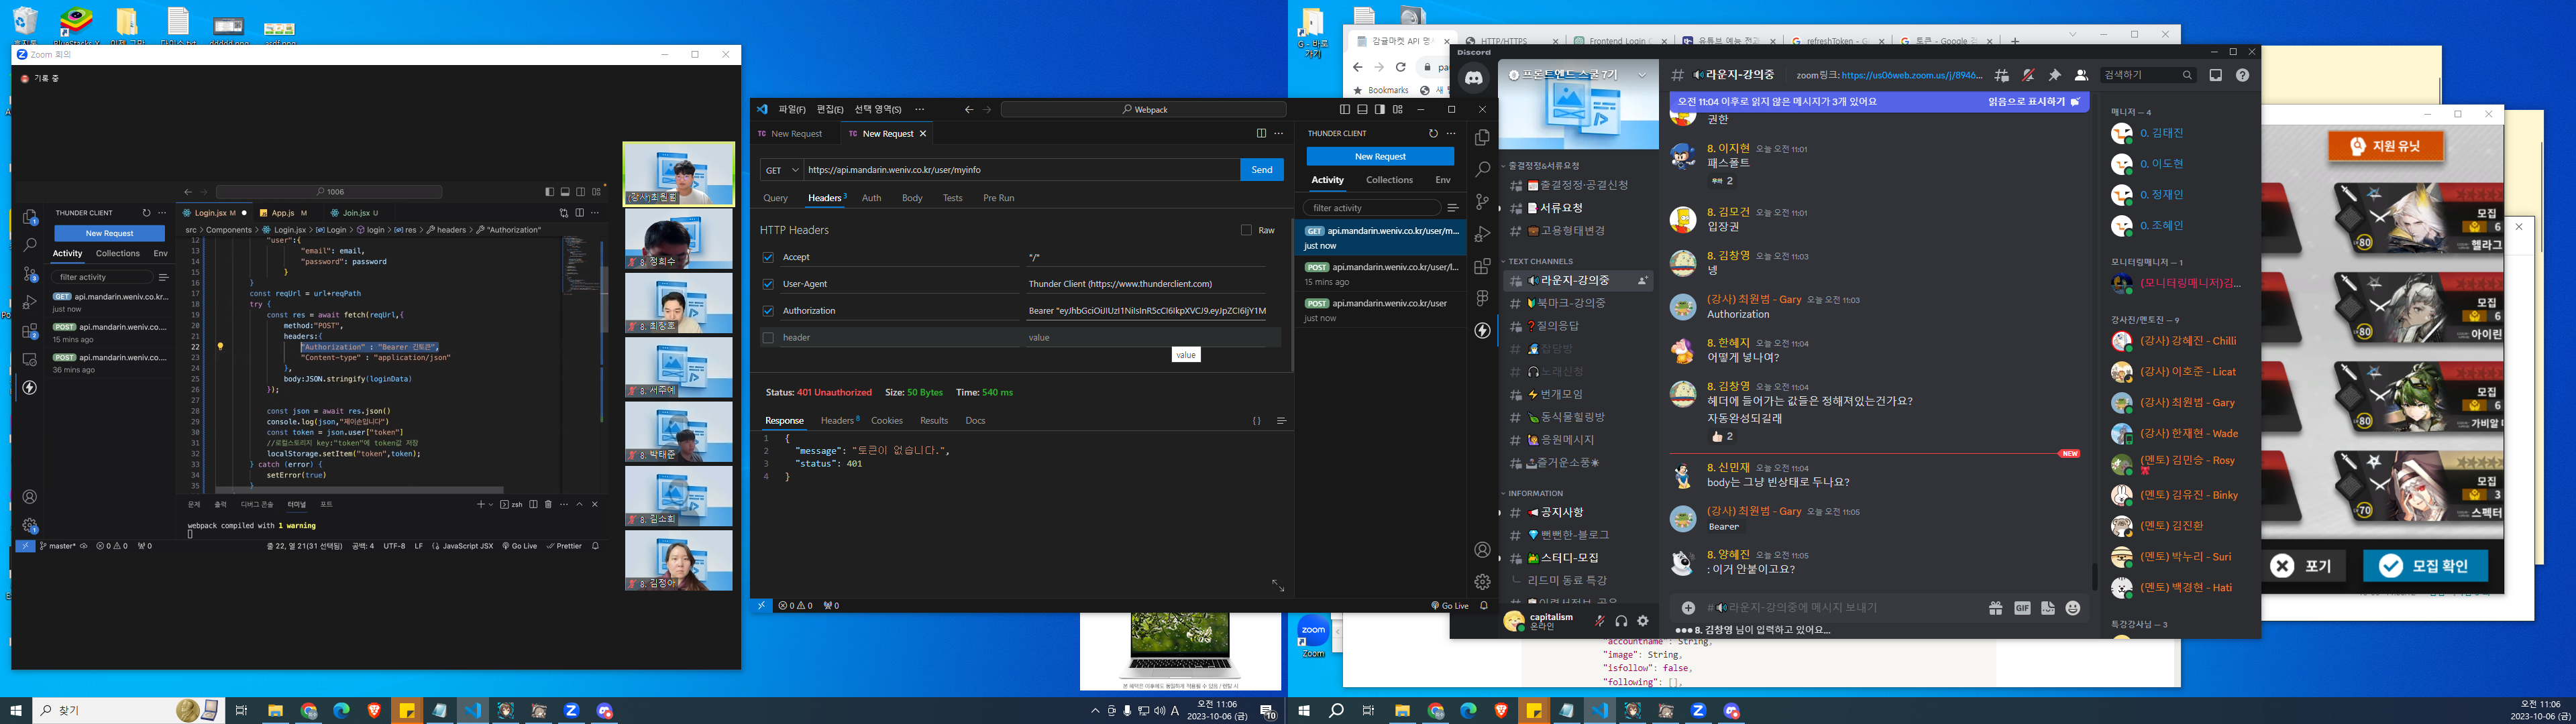 BlueStacks X
ddddd.png
asdf.png
Zoom 회의
기록 중
1006
THUNDER CLIENT
New Request
Activity
Collections
Env
filter activity
GET api.mandarin.weniv.co.kr...
just now
POST api.mandarin.weniv.co....
15 mins ago
POST api.mandarin.weniv.co....
36 mins ago
Login.jsx M
App.js M
Join.jsx U
src > Components > Login.jsx > Login > login > res > headers > "Authorization"
12 "user":{
13 "email": email,
14 "password": password
15 }
16 }
17 const reqUrl = url+reqPath
18 try {
19 const res = await fetch(reqUrl,{
20 method:"POST",
21 headers:{
22 "Authorization" : "Bearer 긴토큰",
23 "Content-type" : "application/json"
24 },
25 body:JSON.stringify(loginData)
26 });
27
28 const json = await res.json()
29 console.log(json,"제이슨입니다")
30 const token = json.user["token"]
31 //로컬스토리지 key:"token"에 token값 저장
32 localStorage.setItem("token",token);
33 } catch (error) {
34 setError(true)
35 }
문제
출력
디버그 콘솔
터미널
포트
zsh
webpack compiled with 1 warning
master*
0 0
0
줄 22, 열 21(31 선택됨)
공백: 4
UTF-8
LF
JavaScript JSX
Go Live
Prettier
(강사)최원범
8. 정희수
8. 최장호
8. 서주예
8. 박태준
8. 김소희
8. 김정아
파일(F)
편집(E)
선택 영역(S)
Webpack
TC New Request
TC New Request
GET
https://api.mandarin.weniv.co.kr/user/myinfo
Send
Query
Headers 3
Auth
Body
Tests
Pre Run
HTTP Headers
Raw
Accept
*/*
User-Agent
Thunder Client (https://www.thunderclient.com)
Authorization
header
value
value
Status: 401 Unauthorized
Size: 50 Bytes
Time: 540 ms
Response
Headers 8
Cookies
Results
Docs
1 {
2 "message": "토큰이 없습니다.",
3 "status": 401
4 }
THUNDER CLIENT
New Request
Activity
Collections
Env
filter activity
GET api.mandarin.weniv.co.kr/user/m...
just now
POST api.mandarin.weniv.co.kr/user/l...
15 mins ago
POST api.mandarin.weniv.co.kr/user
just now
0 0
0
Go Live
G - 바로 가기
감귤마켓 API 명
HTTP/HTTPS
Frontend Login
refreshToken - G
토큰 - Google
Bookmarks
Discord
프론트엔드 스쿨 7기
출결정정&서류요청
출결정정-공결신청
서류요청
고용형태변경
TEXT CHANNELS
라운지-강의중
북마크-강의중
질의응답
잡담방
노래신청
번개모임
동식물힐링방
응원메시지
즐거운소풍
INFORMATION
공지사항
뻔뻔한-블로그
스터디-모집
리드미 동료 특강
capitalism
온라인
라운지-강의중
zoom링크: https://us06web.zoom.us/j/8946...
검색하기
오전 11:04 이후로 읽지 않은 메시지가 3개 있어요
읽음으로 표시하기
권한
8. 이지현 오늘 오전 11:01
패스폴트
2
8. 김모건 오늘 오전 11:01
입장권
8. 김창영 오늘 오전 11:03
넹
(강사) 최원범 - Gary 오늘 오전 11:03
Authorization
8. 한혜지 오늘 오전 11:04
어떻게 넣나여?
8. 김창영 오늘 오전 11:04
헤더에 들어가는 값들은 정해져있는건가요?
자동완성되길래
2
NEW
8. 신민재 오늘 오전 11:04
body는 그냥 빈상태로 두나요?
(강사) 최원범 - Gary 오늘 오전 11:05
Bearer
8. 양혜진 오늘 오전 11:05
: 이거 안붙이고요?
#라운지-강의중에 메시지 보내기
GIF
8. 김창영 님이 입력하고 있어요...
매니저 — 4
0. 김태진
0. 이도현
0. 정재인
0. 조혜인
모니터링매니저 — 1
(모니터링매니저)김...
강사진/멘토진 — 9
(강사) 강혜진 - Chilli
(강사) 이호준 - Licat
(강사) 최원범 - Gary
(강사) 한재현 - Wade
(멘토) 김민승 - Rosy
(멘토) 김유진 - Binky
(멘토) 김진환
(멘토) 박누리 - Suri
(멘토) 백경현 - Hati
특강강사님 — 3
지원 유닛
모집
6
80
헬라그
모집
6
80
아이린
모집
6
80
가비알
모집
3
70
스펙터
포기
모집 확인
Zoom
"image": String,
"isfollow": false,
"following": [],
찾기
오전 11:06
2023-10-06 (금)
10
오전 11:06
2023-10-06 (금)